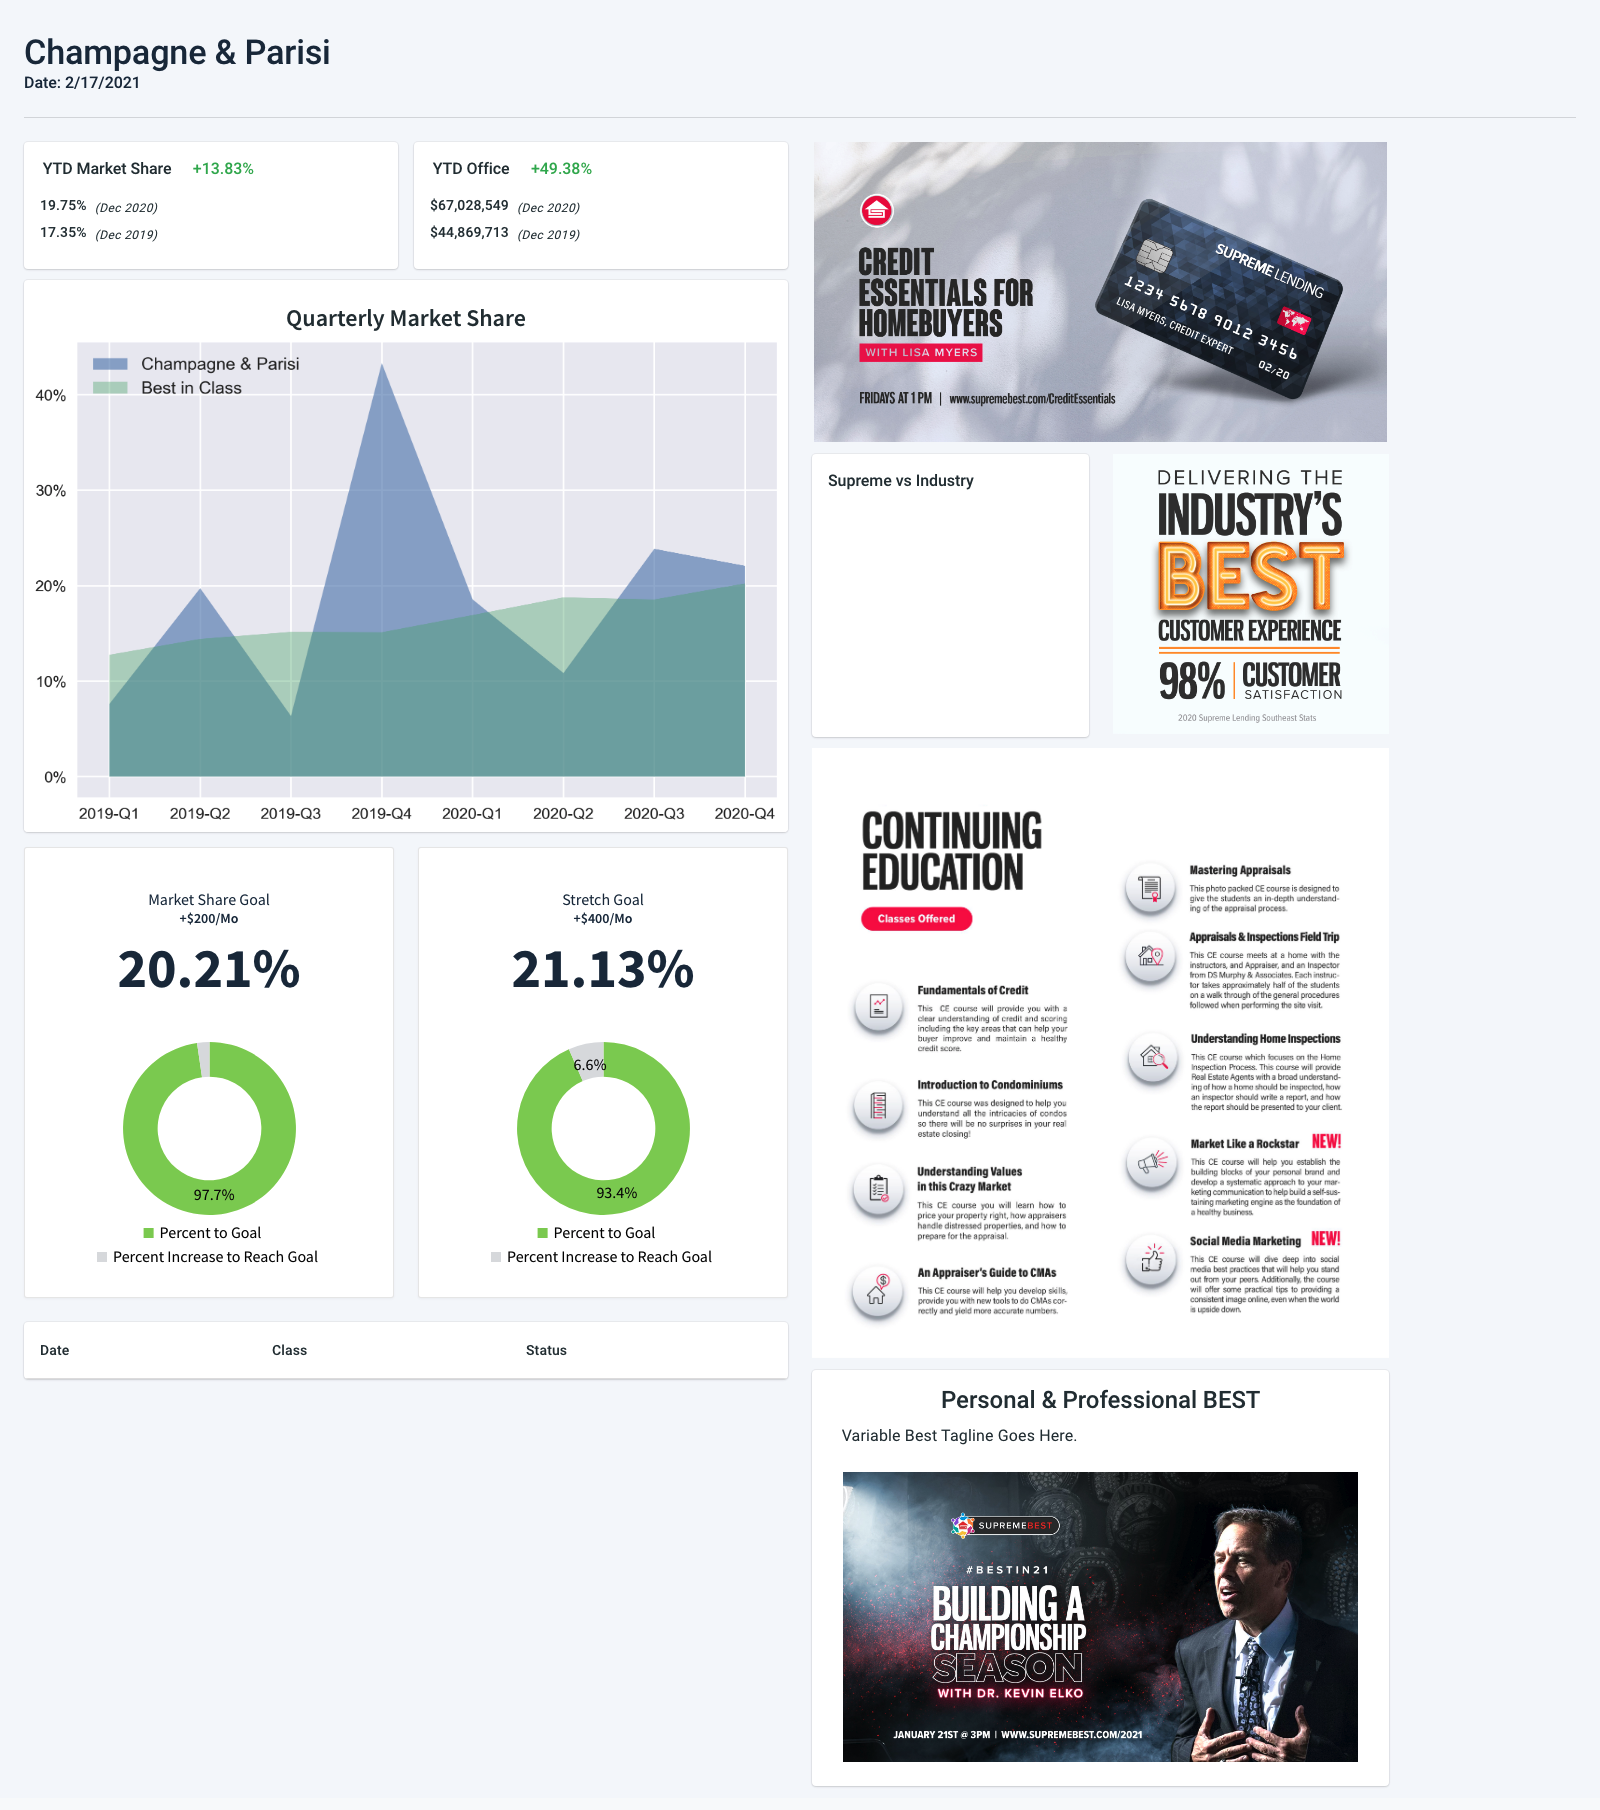 Champagne & Parisi
Date: 2/17/2021
YTD Market Share +13.83%
19.75% (Dec 2020)
17.35% (Dec 2019)
YTD Office +49.38%
$67,028,549 (Dec 2020)
$44,869,713 (Dec 2019)
Quarterly Market Share
Champagne & Parisi
Best in Class
40%
30%
20%
10%
0%
2019-Q1 2019-Q2 2019-Q3 2019-Q4 2020-Q1 2020-Q2 2020-Q3 2020-Q4
Market Share Goal
+$200/Mo
20.21%
97.7%
Percent to Goal
Percent Increase to Reach Goal
Stretch Goal
+$400/Mo
21.13%
6.6%
93.4%
Percent to Goal
Percent Increase to Reach Goal
Date Class Status
CREDIT
ESSENTIALS FOR
HOMEBUYERS
WITH LISA MYERS
FRIDAYS AT 1 PM | www.supremebest.com/CreditEssentials
SUPREME LENDING
1234 5678 9012 3456
LISA MYERS, CREDIT EXPERT
02/20
Supreme vs Industry
DELIVERING THE
INDUSTRY'S
BEST
CUSTOMER EXPERIENCE
98% CUSTOMER
SATISFACTION
2020 Supreme Lending Southeast Stats
CONTINUING
EDUCATION
Classes Offered
Fundamentals of Credit
This CE course will provide you with a
clear understanding of credit and scoring
including the key areas that can help your
buyer improve and maintain a healthy
credit score.
Introduction to Condominiums
This CE course was designed to help you
understand all the intricacies of condos
so there will be no surprises in your real
estate closing!
Understanding Values
in this Crazy Market
This CE course you will learn how to
price your property right, how appraisers
handle distressed properties, and how to
prepare for the appraisal.
An Appraiser's Guide to CMAs
This CE course will help you develop skills,
provide you with new tools to do CMAs cor-
rectly and yield more accurate numbers.
Mastering Appraisals
This photo packed CE course is designed to
give the students an in-depth understand-
ing of the appraisal process.
Appraisals & Inspections Field Trip
This CE course meets at a home with the
instructors, and Appraiser, and an Inspector
from DS Murphy & Associates. Each instruc-
tor takes approximately half of the students
on a walk through of the general procedures
followed when performing the site visit.
Understanding Home Inspections
This CE course which focuses on the Home
Inspection Process. This course will provide
Real Estate Agents with a broad understand-
ing of how a home should be inspected, how
an inspector should write a report, and how
the report should be presented to your client.
Market Like a Rockstar NEW!
This CE course will help you establish the
building blocks of your personal brand and
develop a systematic approach to your mar-
keting communication to help build a self-sus-
taining marketing engine as the foundation of
a healthy business.
Social Media Marketing NEW!
This CE course will dive deep into social
media best practices that will help you stand
out from your peers. Additionally, the course
will offer some practical tips to providing a
consistent image online, even when the world
is upside down.
Personal & Professional BEST
Variable Best Tagline Goes Here.
SUPREMEBEST
#BESTIN21
BUILDING A
CHAMPIONSHIP
SEASON
WITH DR. KEVIN ELKO
JANUARY 21ST @ 3PM | WWW.SUPREMEBEST.COM/2021